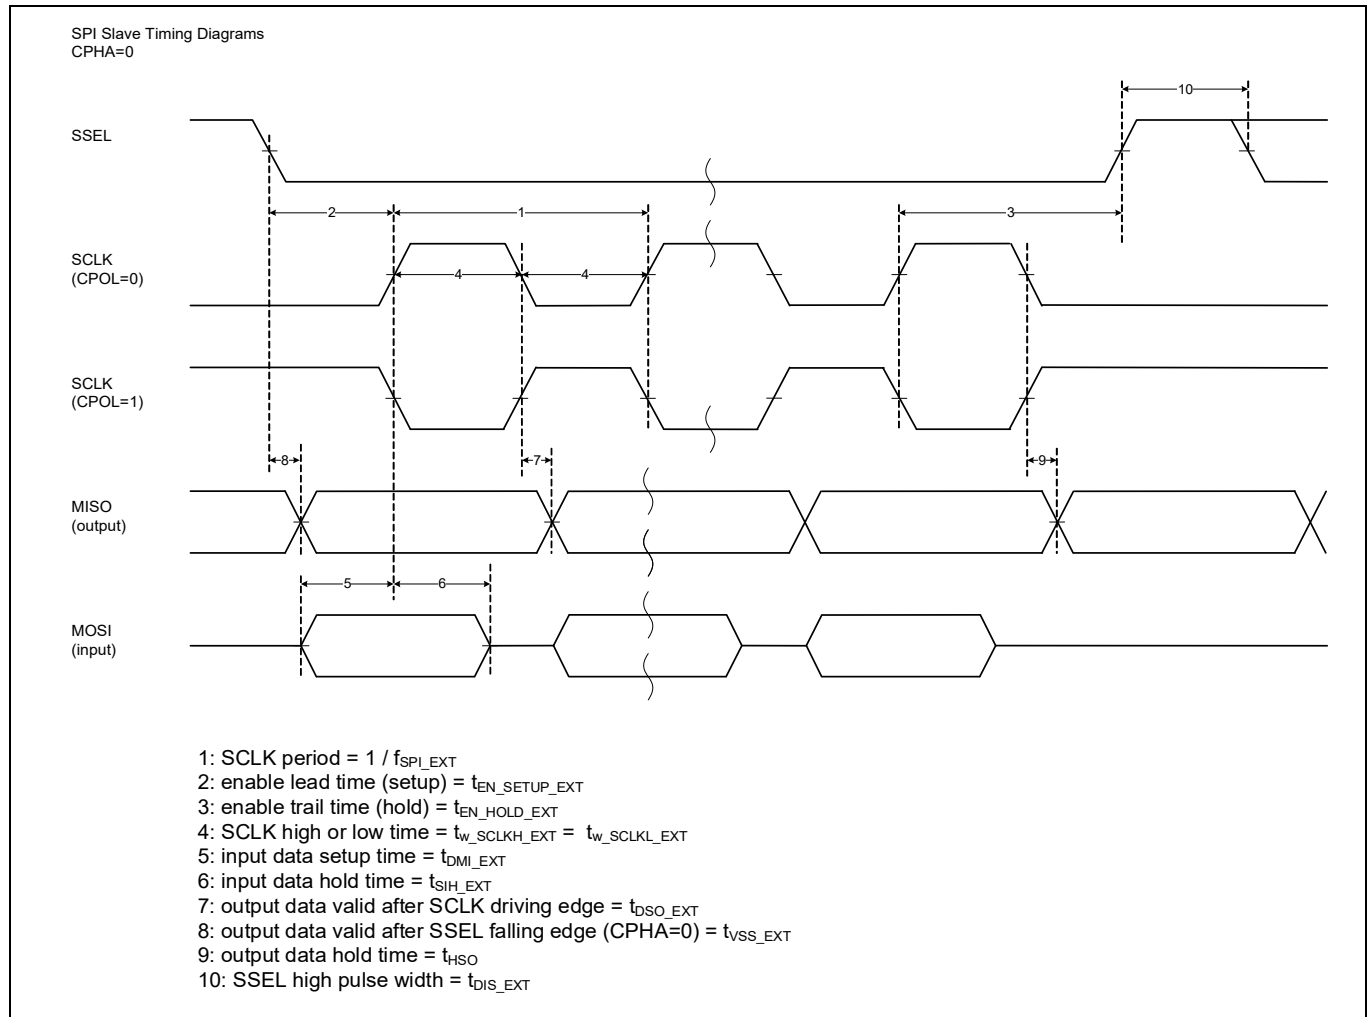 SPI Slave Timing Diagrams
CPHA=0
10
SSEL
2
1
3
SCLK
(CPOL=0)
4
4
SCLK
(CPOL=1)
8
7
9
MISO
(output)
5
6
MOSI
(input)
1: SCLK period = 1 / fSPI_EXT
2: enable lead time (setup) = tEN_SETUP_EXT
3: enable trail time (hold) = tEN_HOLD_EXT
4: SCLK high or low time = tw_SCLKH_EXT = tw_SCLKL_EXT
5: input data setup time = tDMI_EXT
6: input data hold time = tSIH_EXT
7: output data valid after SCLK driving edge = tDSO_EXT
8: output data valid after SSEL falling edge (CPHA=0) = tVSS_EXT
9: output data hold time = tHSO
10: SSEL high pulse width = tDIS_EXT